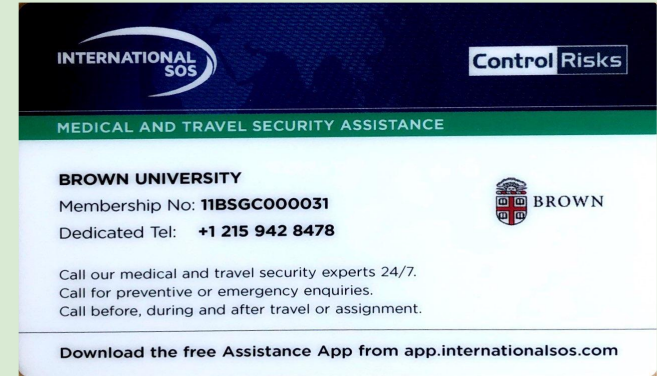 INTERNATIONAL
SOS
Control Risks
MEDICAL AND TRAVEL SECURITY ASSISTANCE
BROWN UNIVERSITY
Membership No: 11BSGC000031
BROWN
Dedicated Tel: +1 215 942 8478
Call our medical and travel security experts 24/7.
Call for preventive or emergency enquiries.
Call before, during and after travel or assignment.
Download the free Assistance App from app.internationalsos.com